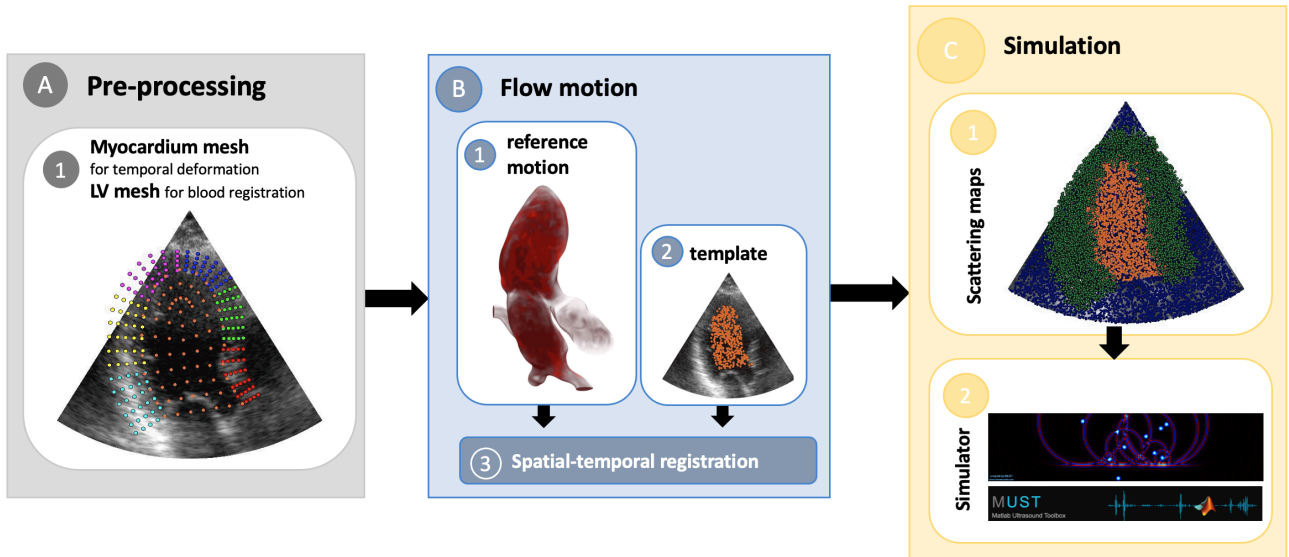 A
Pre-processing
1
Myocardium mesh
for temporal deformation
LV mesh for blood registration
B
Flow motion
1
reference
motion
2
template
3
Spatial-temporal registration
C
Simulation
1
Scattering maps
2
Simulator
MUST
Matlab Ultrasound Toolbox